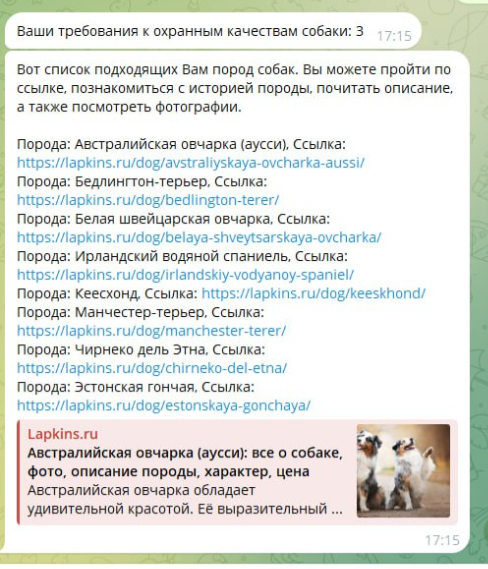 Ваши требования к охранным качествам собаки: 3 17:15
Вот список подходящих Вам пород собак. Вы можете пройти по
ссылке, познакомиться с историей породы, почитать описание,
а также посмотреть фотографии.
Порода: Австралийская овчарка (аусси), Ссылка:
https://lapkins.ru/dog/avstraliyskaya-ovcharka-aussi/
Порода: Бедлингтон-терьер, Ссылка:
https://lapkins.ru/dog/bedlington-terer/
Порода: Белая швейцарская овчарка, Ссылка:
https://lapkins.ru/dog/belaya-shveytsarskaya-ovcharka/
Порода: Ирландский водяной спаниель, Ссылка:
https://lapkins.ru/dog/irlandskiy-vodyanoy-spaniel/
Порода: Кеесхонд, Ссылка: https://lapkins.ru/dog/keeskhond/
Порода: Манчестер-терьер, Ссылка:
https://lapkins.ru/dog/manchester-terer/
Порода: Чирнеко дель Этна, Ссылка:
https://lapkins.ru/dog/chirneko-del-etna/
Порода: Эстонская гончая, Ссылка:
https://lapkins.ru/dog/estonskaya-gonchaya/
Lapkins.ru
Австралийская овчарка (аусси): все о собаке,
фото, описание породы, характер, цена
Австралийская овчарка обладает
удивительной красотой. Её выразительный ...
17:15